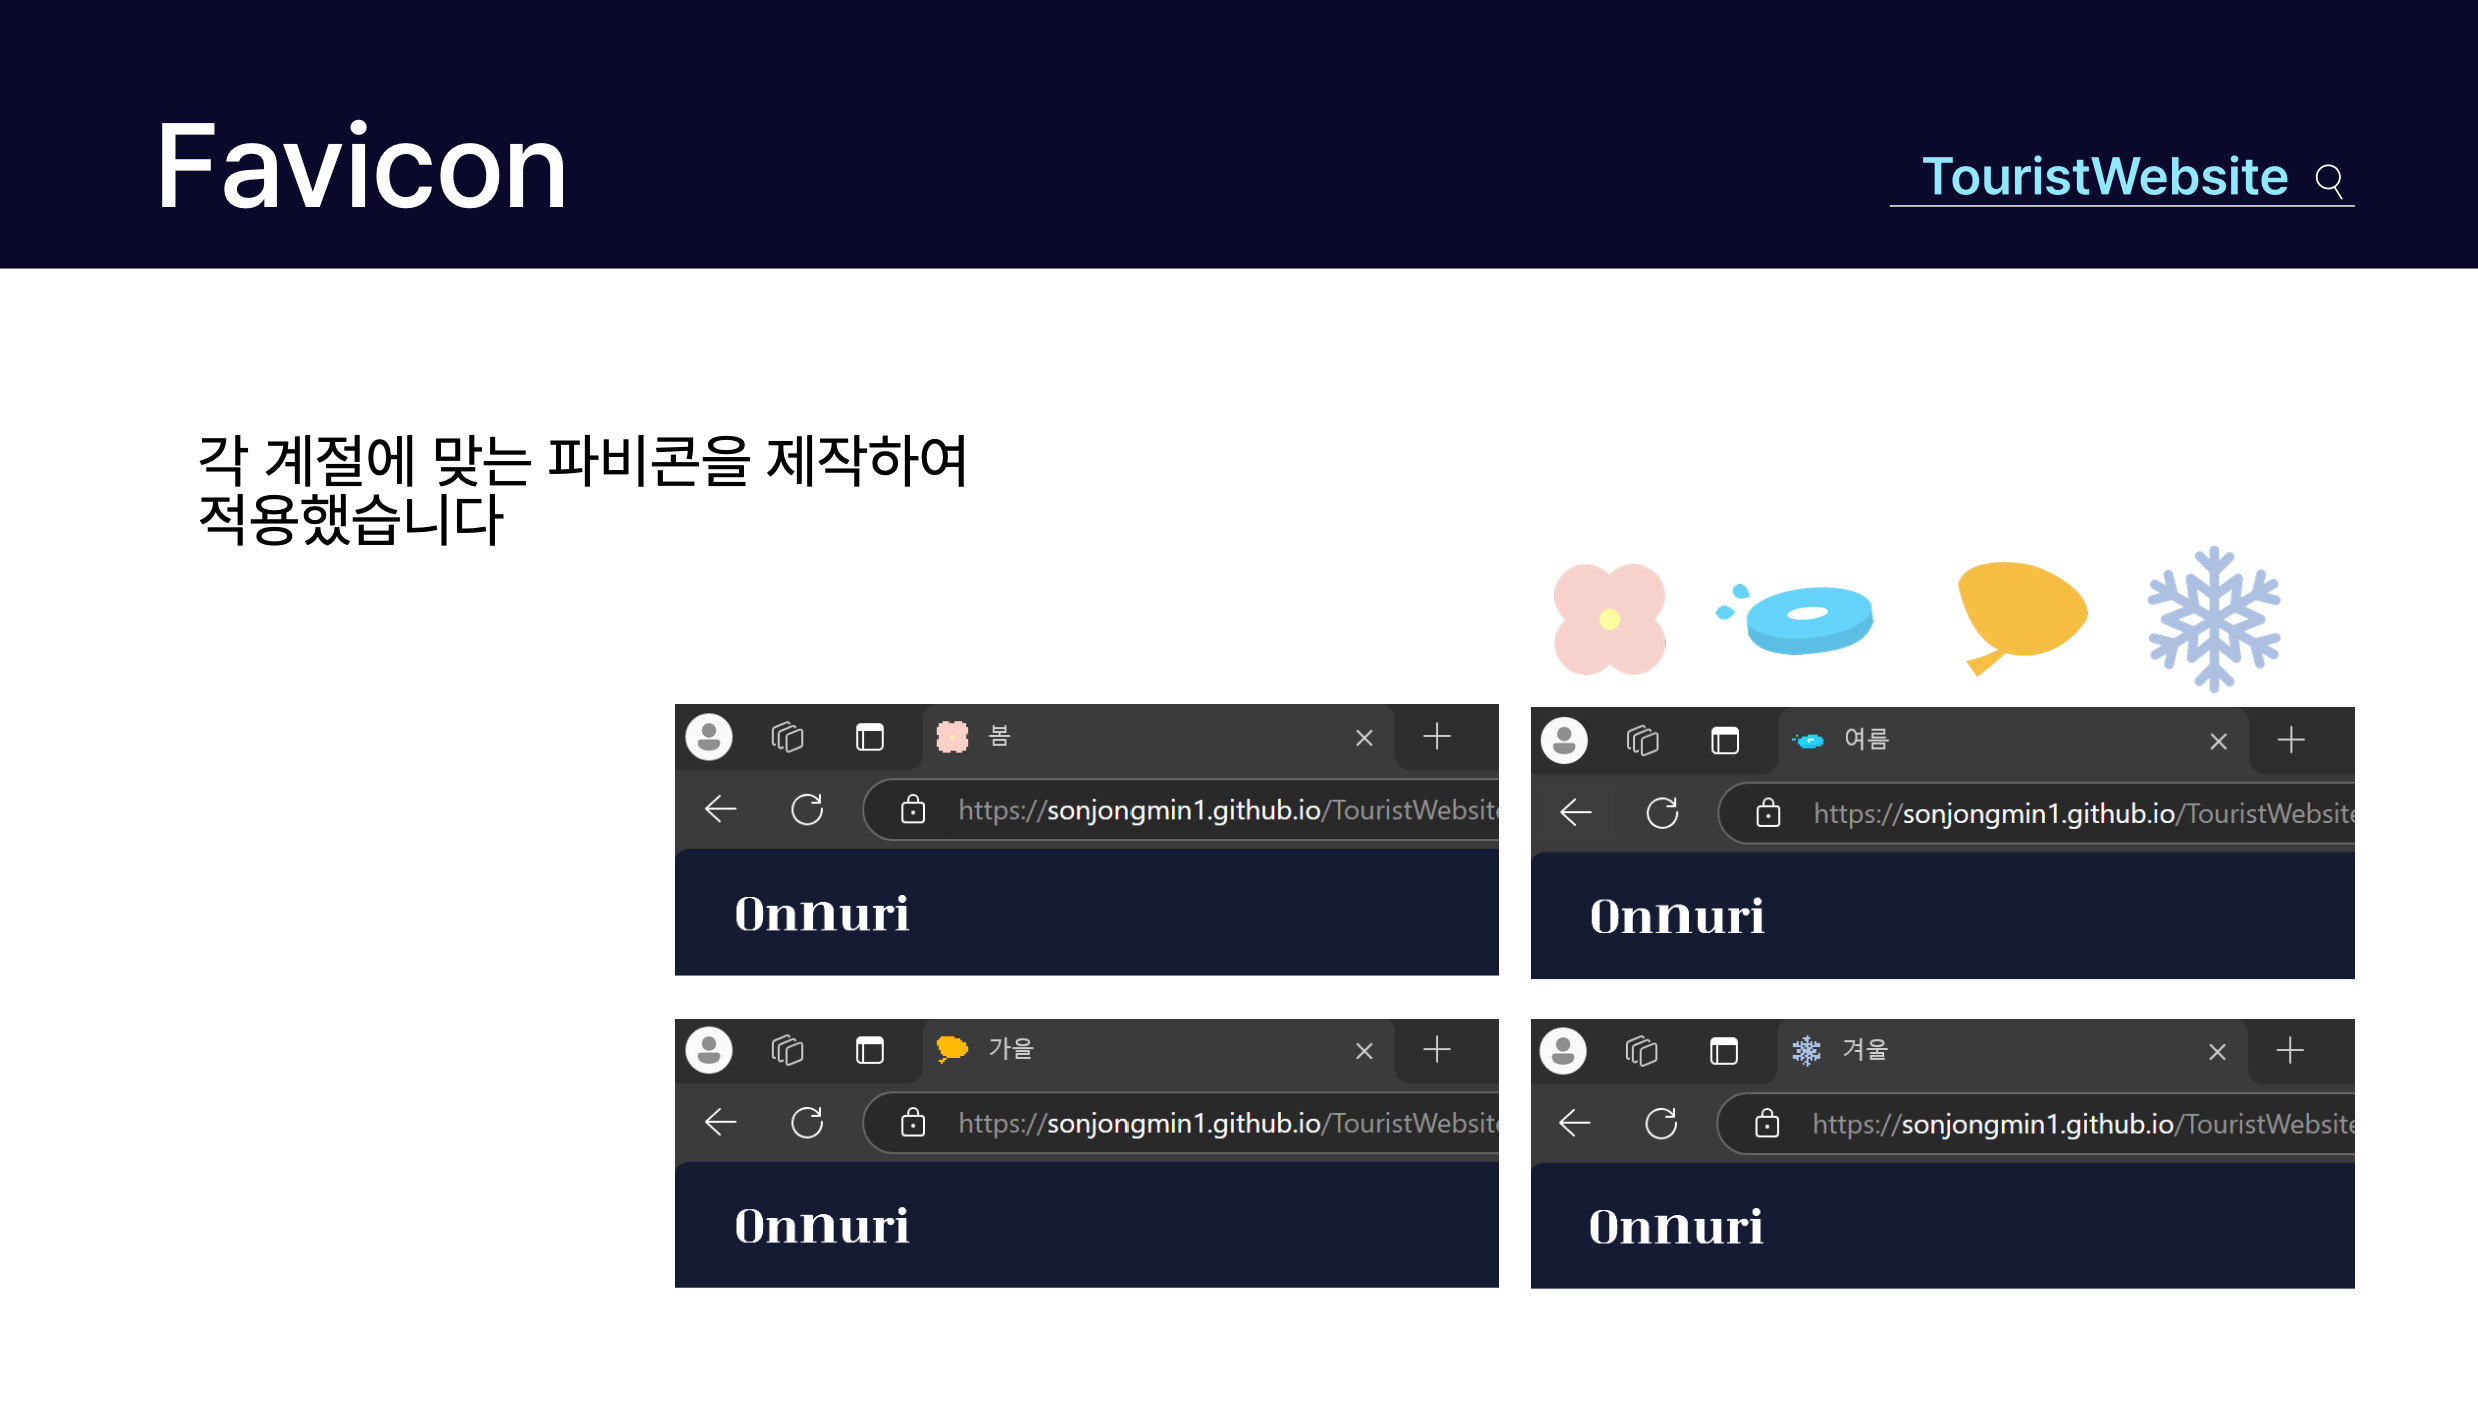 Favicon
TouristWebsite
각 계절에 맞는 파비콘을 제작하여
적용했습니다
봄
https://sonjongmin1.github.io/TouristWebsite
Onnuri
여름
https://sonjongmin1.github.io/TouristWebsite
Onnuri
가을
https://sonjongmin1.github.io/TouristWebsite
Onnuri
겨울
https://sonjongmin1.github.io/TouristWebsite
Onnuri